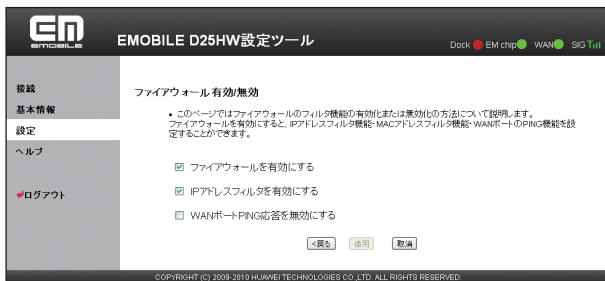 EM
EMOBILE
EMOBILE D25HW設定ツール
Dock EM chip WAN SIG
接続
基本情報
設定
ヘルプ
ログアウト
ファイアウォール 有効/無効
• このページではファイアウォールのフィルタ機能の有効化または無効化の方法について説明します。
ファイアウォールを有効にすると、IPアドレスフィルタ機能・MACアドレスフィルタ機能・WANポートのPING機能を設
定することができます。
ファイアウォールを有効にする
IPアドレスフィルタを有効にする
WANポートPING応答を無効にする
<戻る 適用 取消
COPYRIGHT (C) 2009-2010 HUAWEI TECHNOLOGIES CO.,LTD. ALL RIGHTS RESERVED.